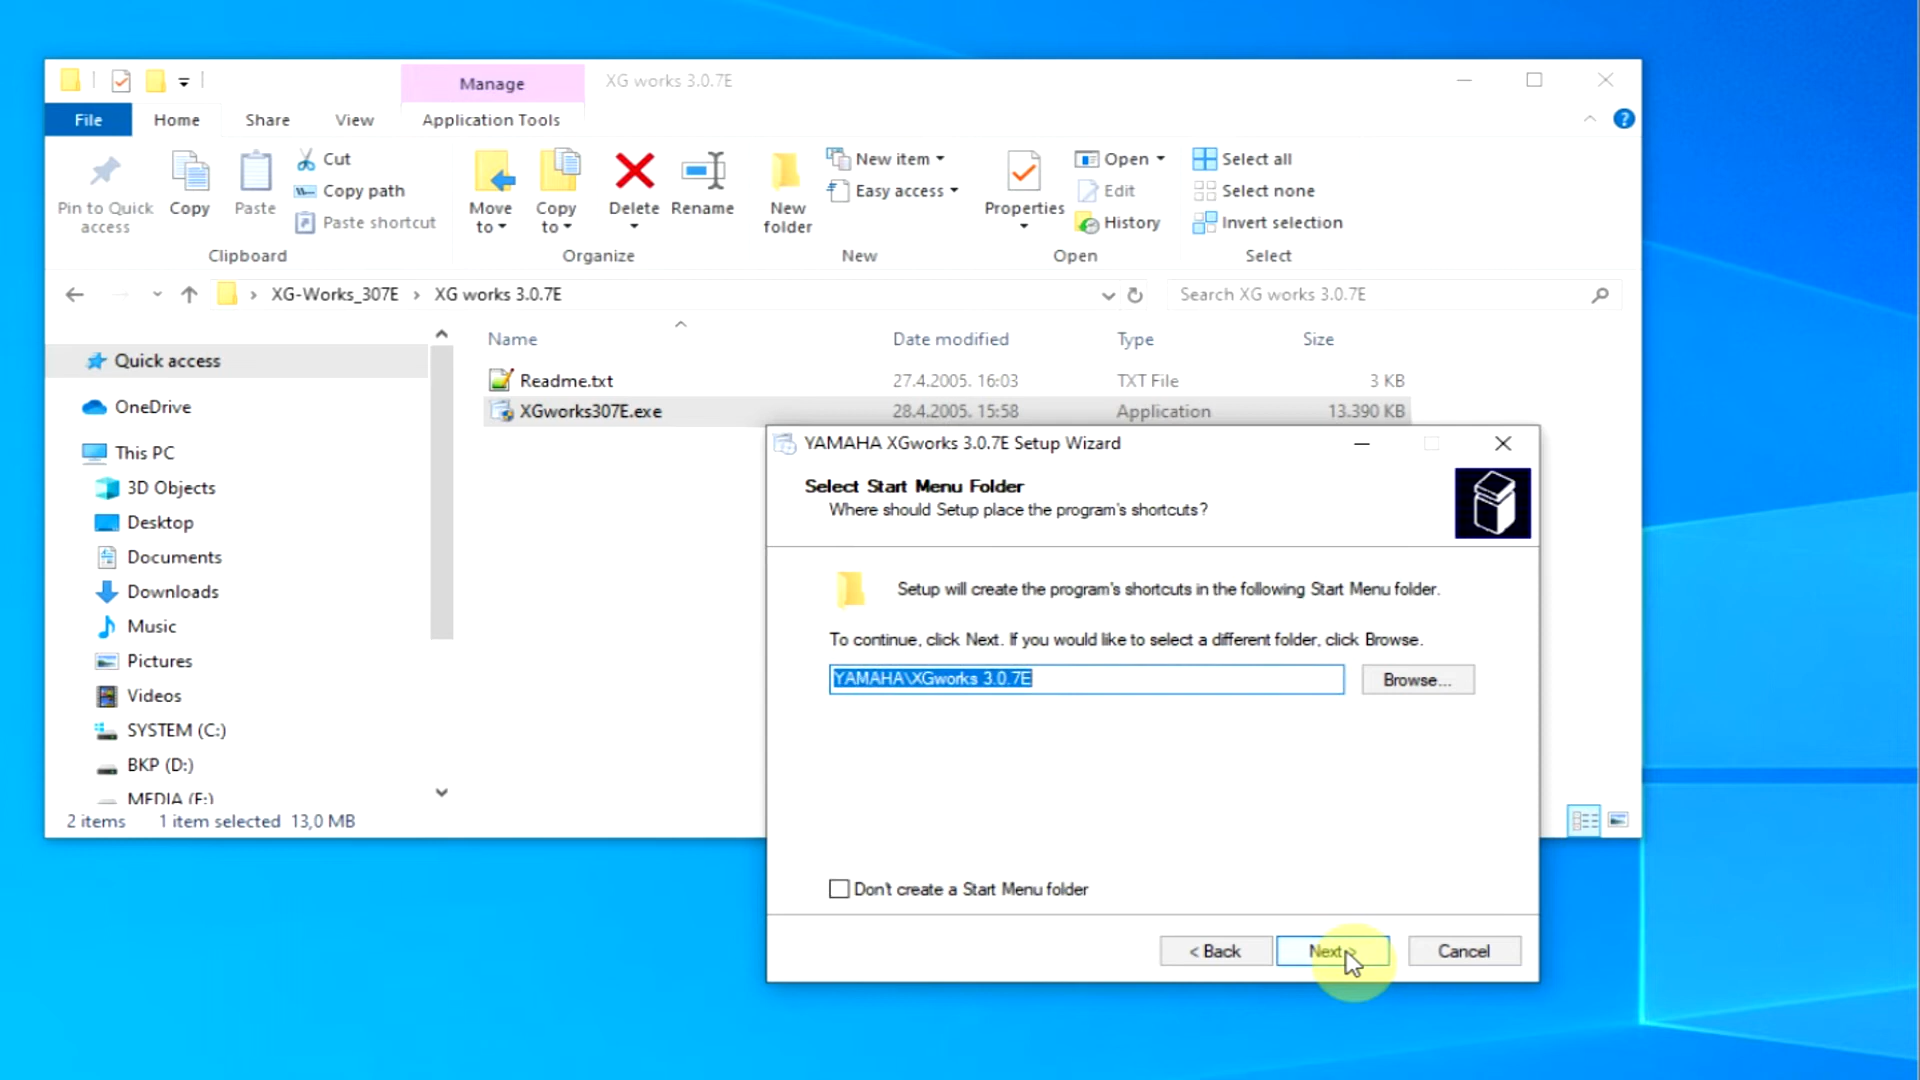 Manage
XG works 3.0.7E
File
Home
Share
View
Application Tools
Pin to Quick access
Copy
Paste
Cut
Copy path
Paste shortcut
Clipboard
Move to
Copy to
Delete
Rename
Organize
New folder
New item
Easy access
New
Properties
Open
Edit
History
Open
Select all
Select none
Invert selection
Select
XG-Works_307E > XG works 3.0.7E
Search XG works 3.0.7E
Name
Date modified
Type
Size
Readme.txt
27.4.2005. 16:03
TXT File
3 KB
XGworks307E.exe
28.4.2005. 15:58
Application
13.390 KB
Quick access
OneDrive
This PC
3D Objects
Desktop
Documents
Downloads
Music
Pictures
Videos
SYSTEM (C:)
BKP (D:)
MEDIA (E:)
2 items
1 item selected 13,0 MB
YAMAHA XGworks 3.0.7E Setup Wizard
Select Start Menu Folder
Where should Setup place the program's shortcuts?
Setup will create the program's shortcuts in the following Start Menu folder.
To continue, click Next. If you would like to select a different folder, click Browse.
YAMAHA\XGworks 3.0.7E
Browse...
Don't create a Start Menu folder
< Back
Next >
Cancel